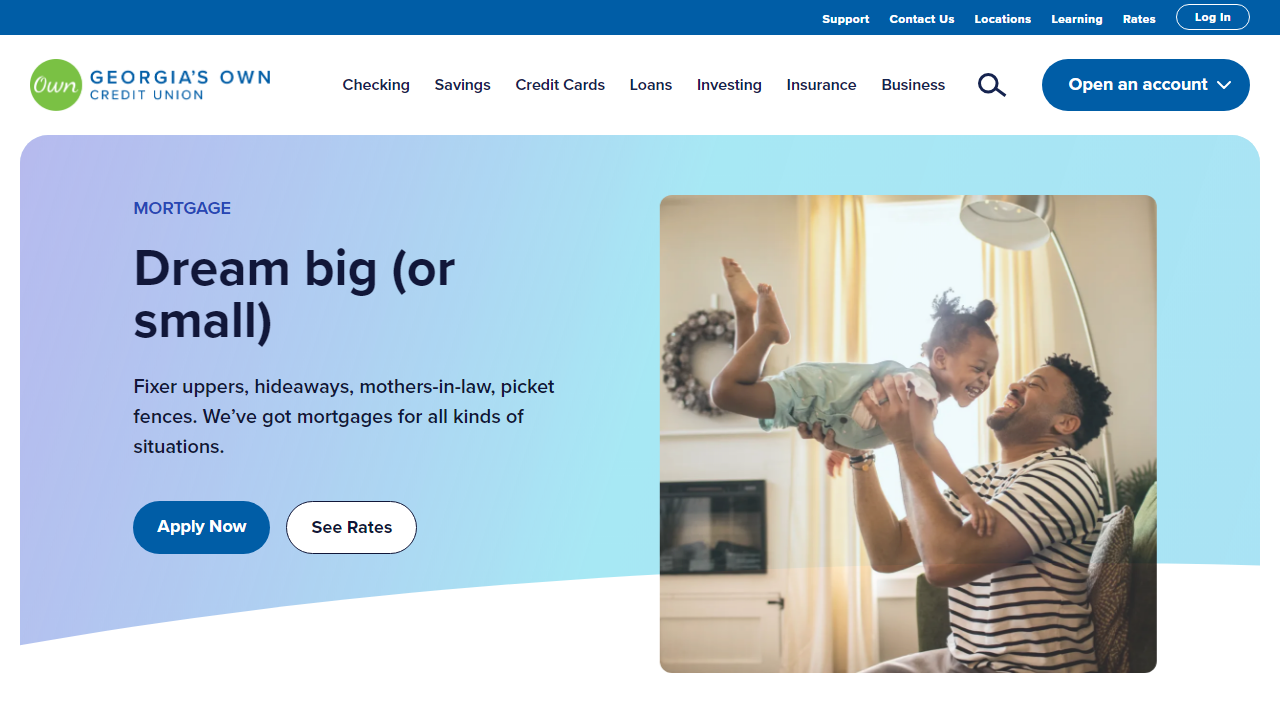 Support Contact Us Locations Learning Rates Log In
Own GEORGIA'S OWN
CREDIT UNION
Checking Savings Credit Cards Loans Investing Insurance Business Open an account
MORTGAGE
Dream big (or
small)
Fixer uppers, hideaways, mothers-in-law, picket
fences. We’ve got mortgages for all kinds of
situations.
Apply Now See Rates